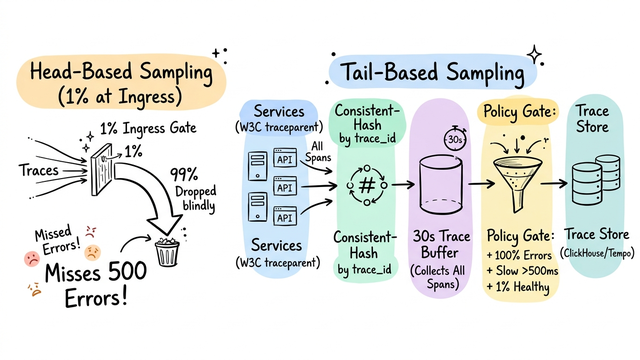 Head-Based Sampling
(1% at Ingress)
1% Ingress Gate
Traces
1%
99%
Dropped
blindly
Missed
Errors!
Misses 500
Errors!
Tail-Based Sampling
Services
(W3C traceparent)
API
API
API
All
Spans
Services
(W3C traceparent)
Consistent-
Hash
by trace_id
#
Consistent-
Hash
by trace_id
30s
30s Trace
Buffer
(Collects All
Spans)
Policy Gate:
Policy Gate:
+ 100% Errors
+ Slow >500ms
+ 1% Healthy
Trace
Store
Trace Store
(ClickHouse/Tempo)